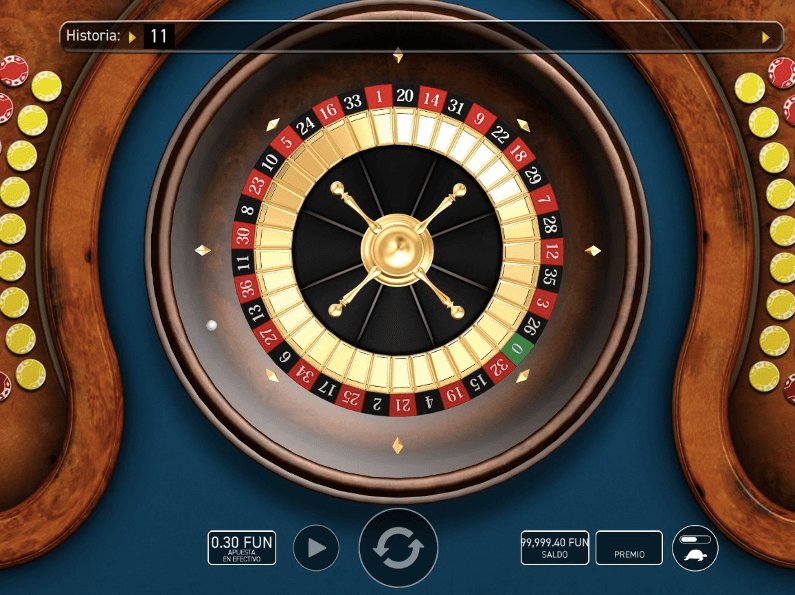 Historia: 11
1 20 14 31 9 22 18 29 7 28 12 35 3 26 0 32 15 19 4 21 2 25 17 34 6 27 13 36 11 30 8 23 10 5 24 16 33
0.30 FUN
APUESTA
EN EFECTIVO
99,999.40 FUN
SALDO
PREMIO